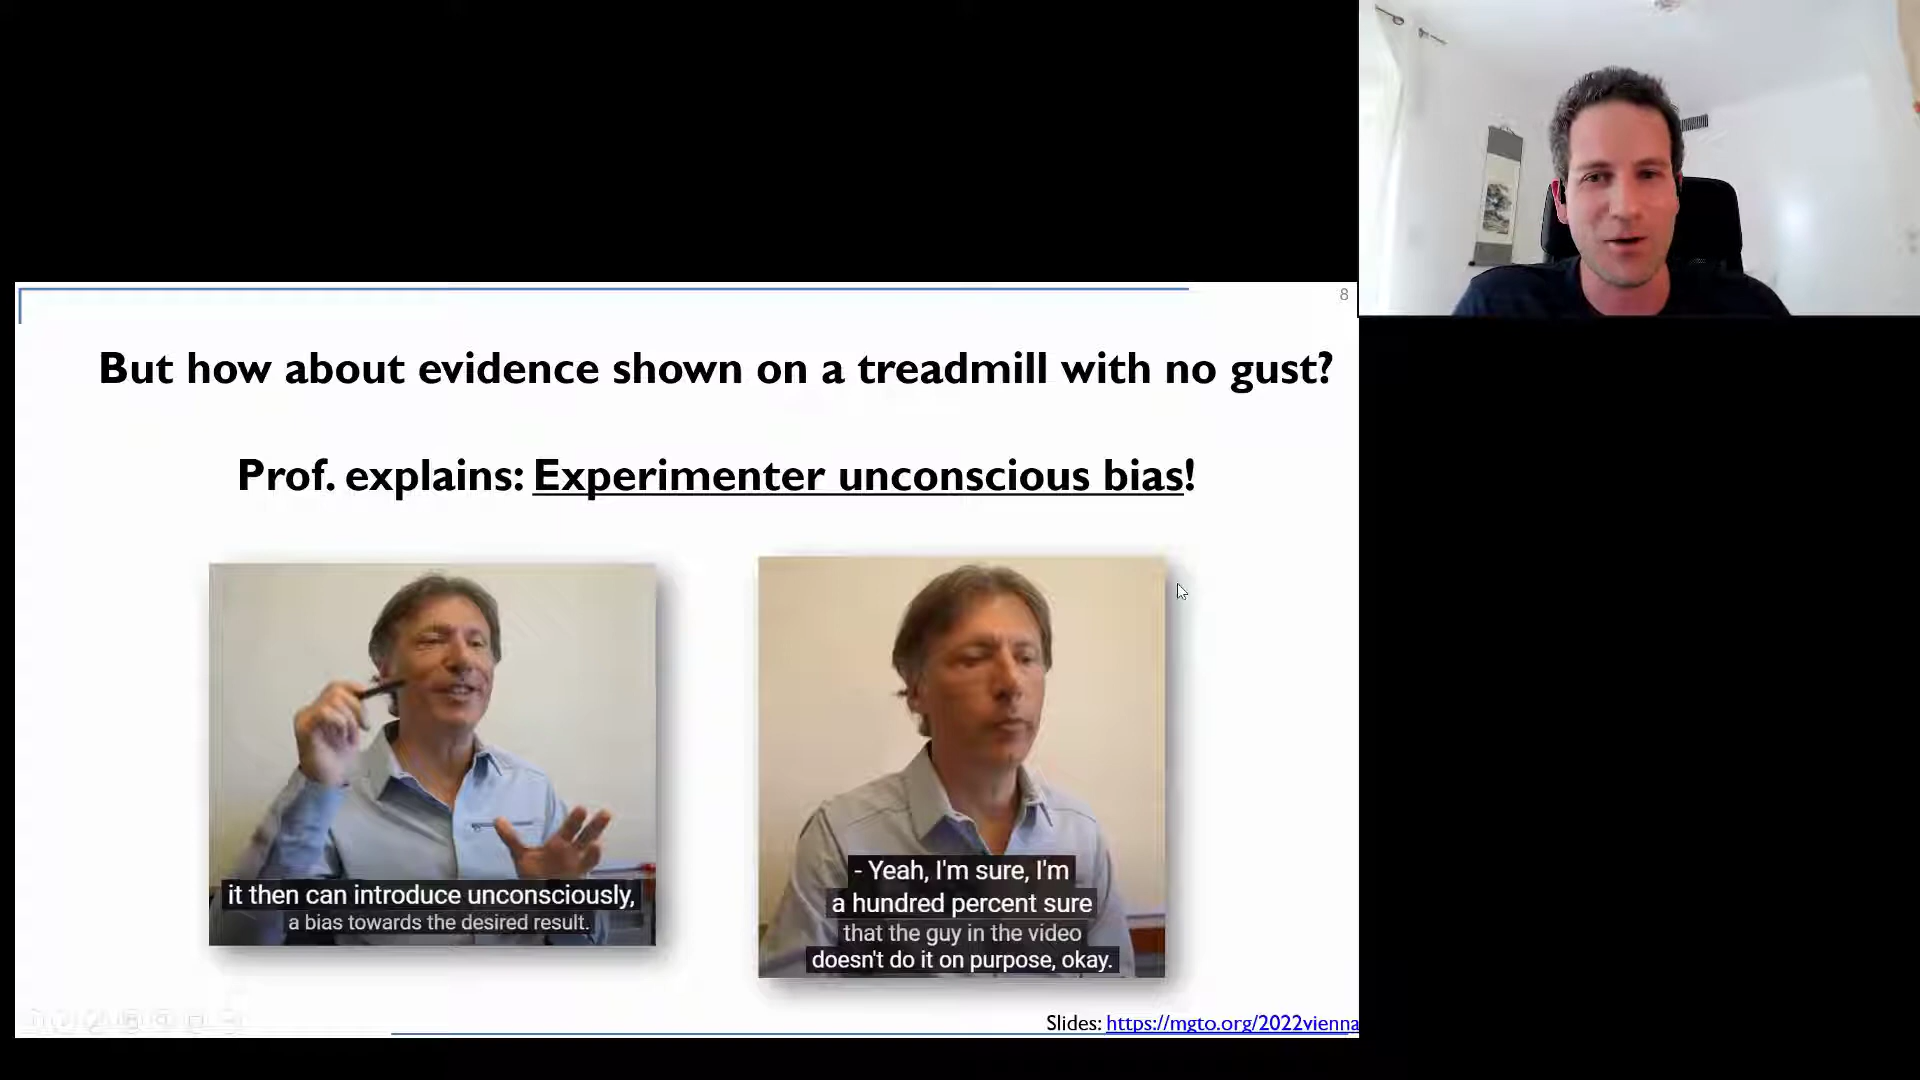 8
But how about evidence shown on a treadmill with no gust?
Prof. explains: Experimenter unconscious bias!
it then can introduce unconsciously,
a bias towards the desired result.
- Yeah, I'm sure, I'm
a hundred percent sure
that the guy in the video
doesn't do it on purpose, okay.
Slides: https://mgto.org/2022vienna